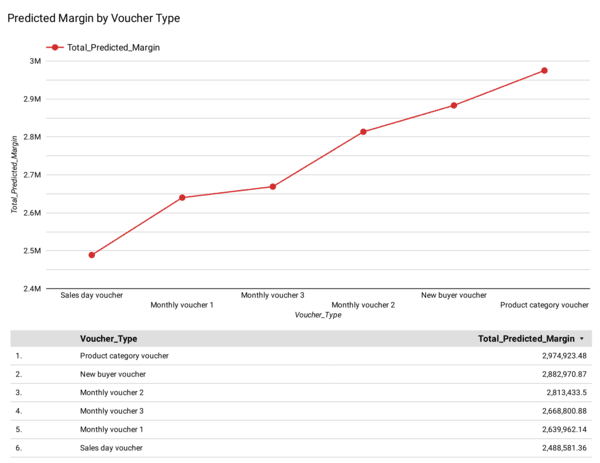 Predicted Margin by Voucher Type
Total_Predicted_Margin
3M
2.9M
2.8M
2.7M
2.6M
2.5M
2.4M
Total_Predicted_Margin
Sales day voucher
Monthly voucher 1
Monthly voucher 3
Monthly voucher 2
New buyer voucher
Product category voucher
Voucher_Type
Voucher_Type Total_Predicted_Margin
1. Product category voucher 2,974,923.48
2. New buyer voucher 2,882,970.87
3. Monthly voucher 2 2,813,433.5
4. Monthly voucher 3 2,668,800.88
5. Monthly voucher 1 2,639,962.14
6. Sales day voucher 2,488,581.36